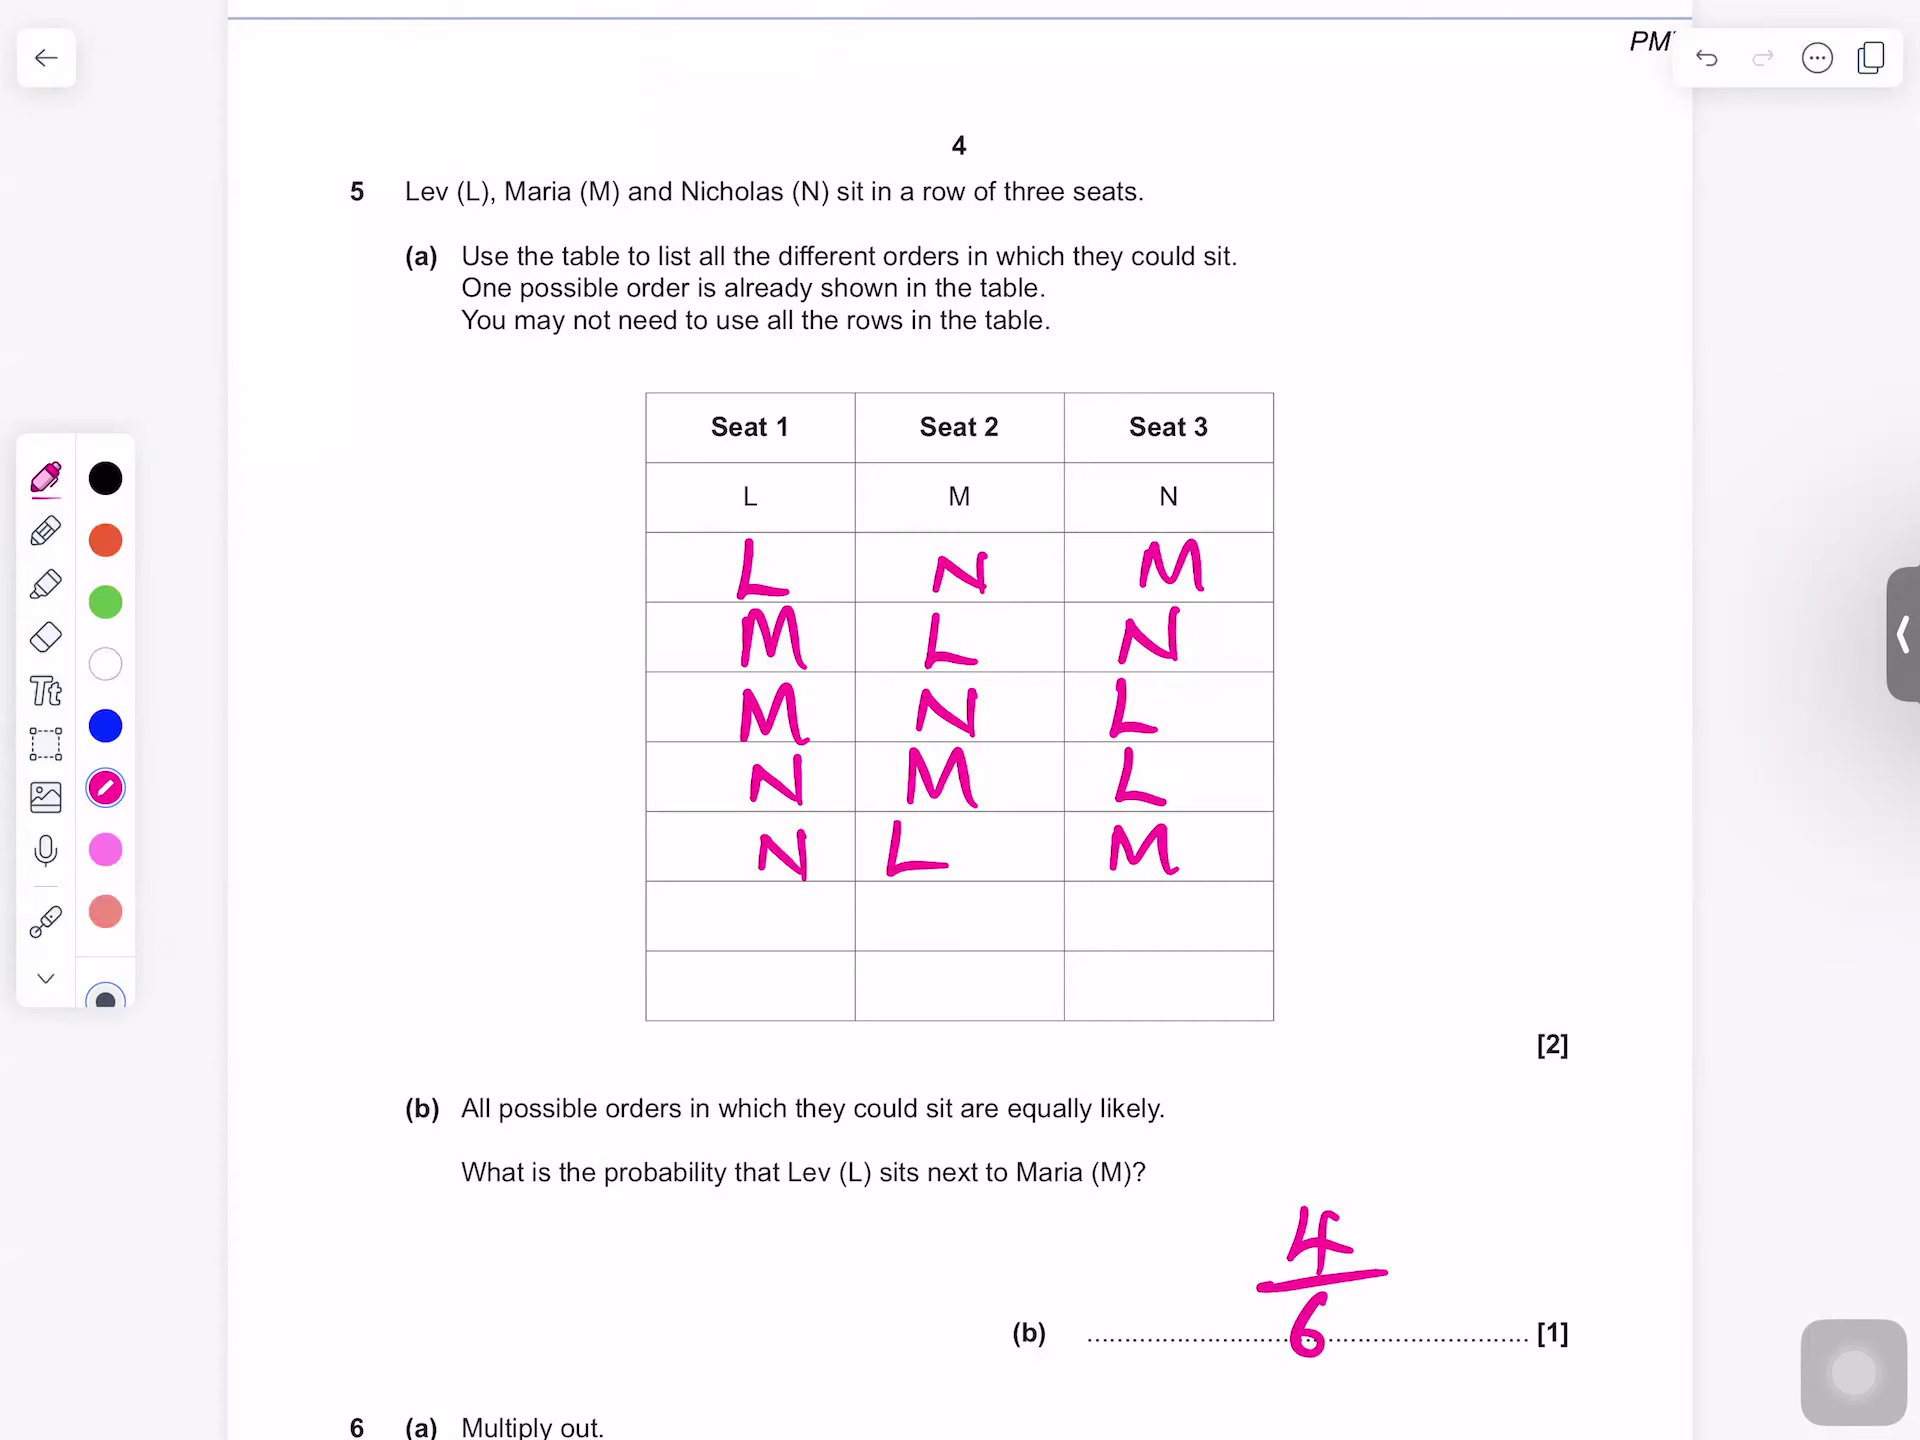 PM
4
5 Lev (L), Maria (M) and Nicholas (N) sit in a row of three seats.
(a) Use the table to list all the different orders in which they could sit.
One possible order is already shown in the table.
You may not need to use all the rows in the table.
Seat 1 Seat 2 Seat 3
L M N
L N M
M L N
M N L
N M L
N L M
[2]
(b) All possible orders in which they could sit are equally likely.
What is the probability that Lev (L) sits next to Maria (M)?
4
6
(b) ........................................................... [1]
6 (a) Multiply out.
Tt